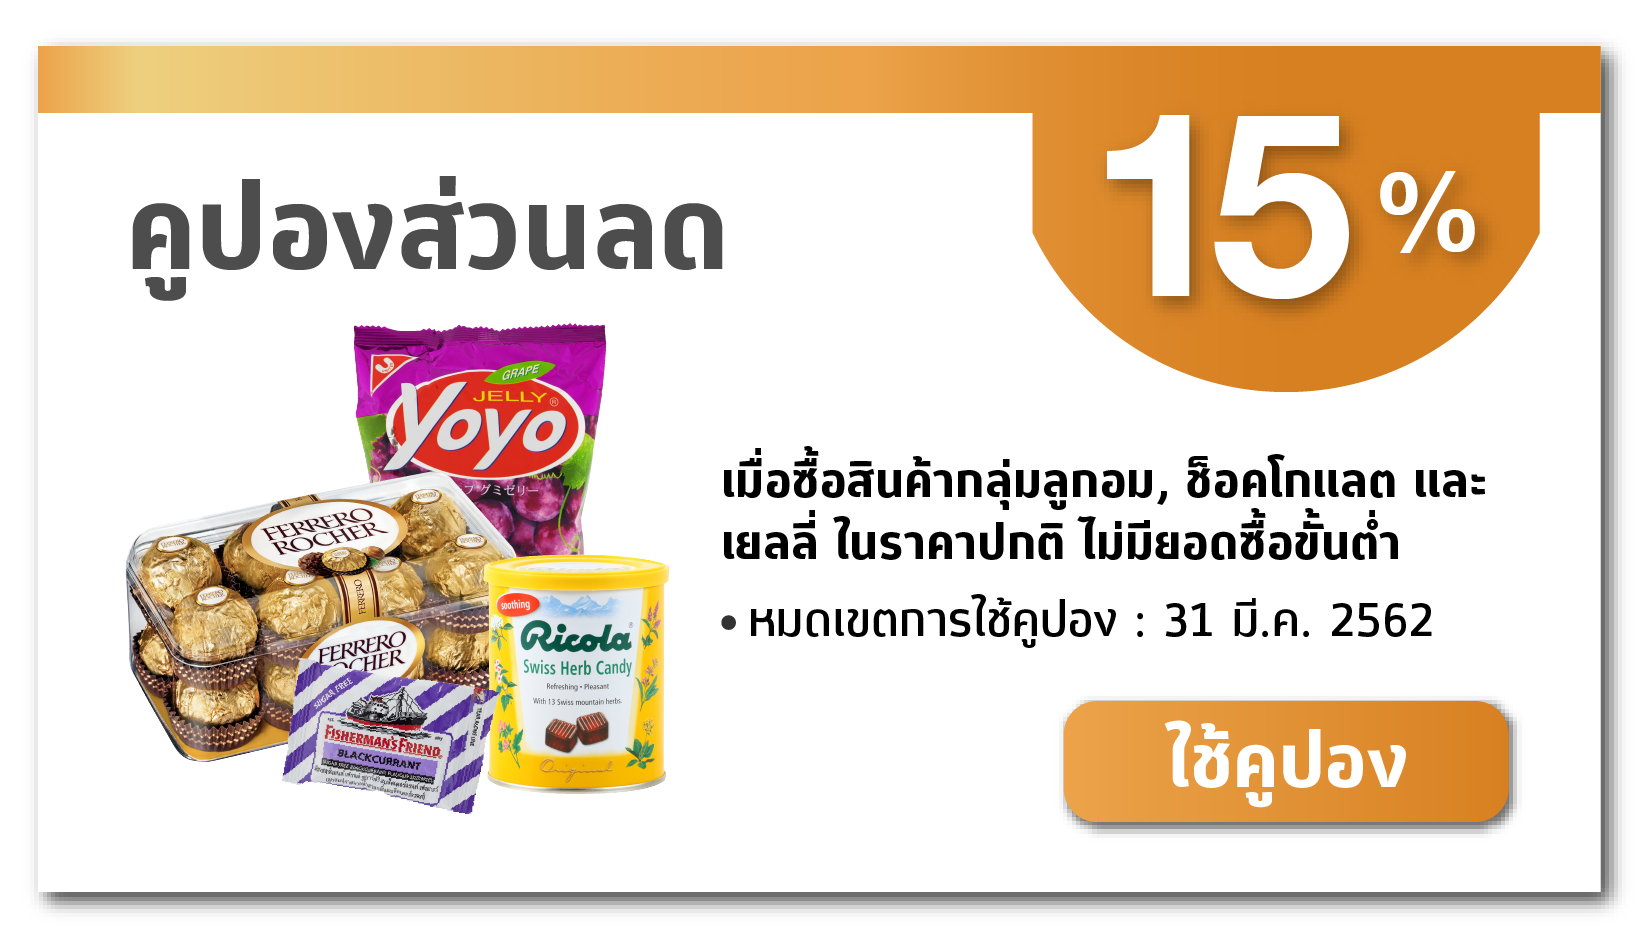 15 %
คูปองส่วนลด
GRAPE
JELLY
Yoyo
FERRERO
ROCHER
FERRERO
FERRERO
ROCHER
soothing
Ricola
Swiss Herb Candy
Refreshing • Pleasant
With 13 Swiss mountain herbs.
Original
SUGAR FREE
FISHERMAN'S FRIEND
BLACKCURRANT
เมื่อซื้อสินค้ากลุ่มลูกอม, ช็อคโกแลต และ
เยลลี่ ในราคาปกติ ไม่มียอดซื้อขั้นต่ำ
• หมดเขตการใช้คูปอง : 31 มี.ค. 2562
ใช้คูปอง